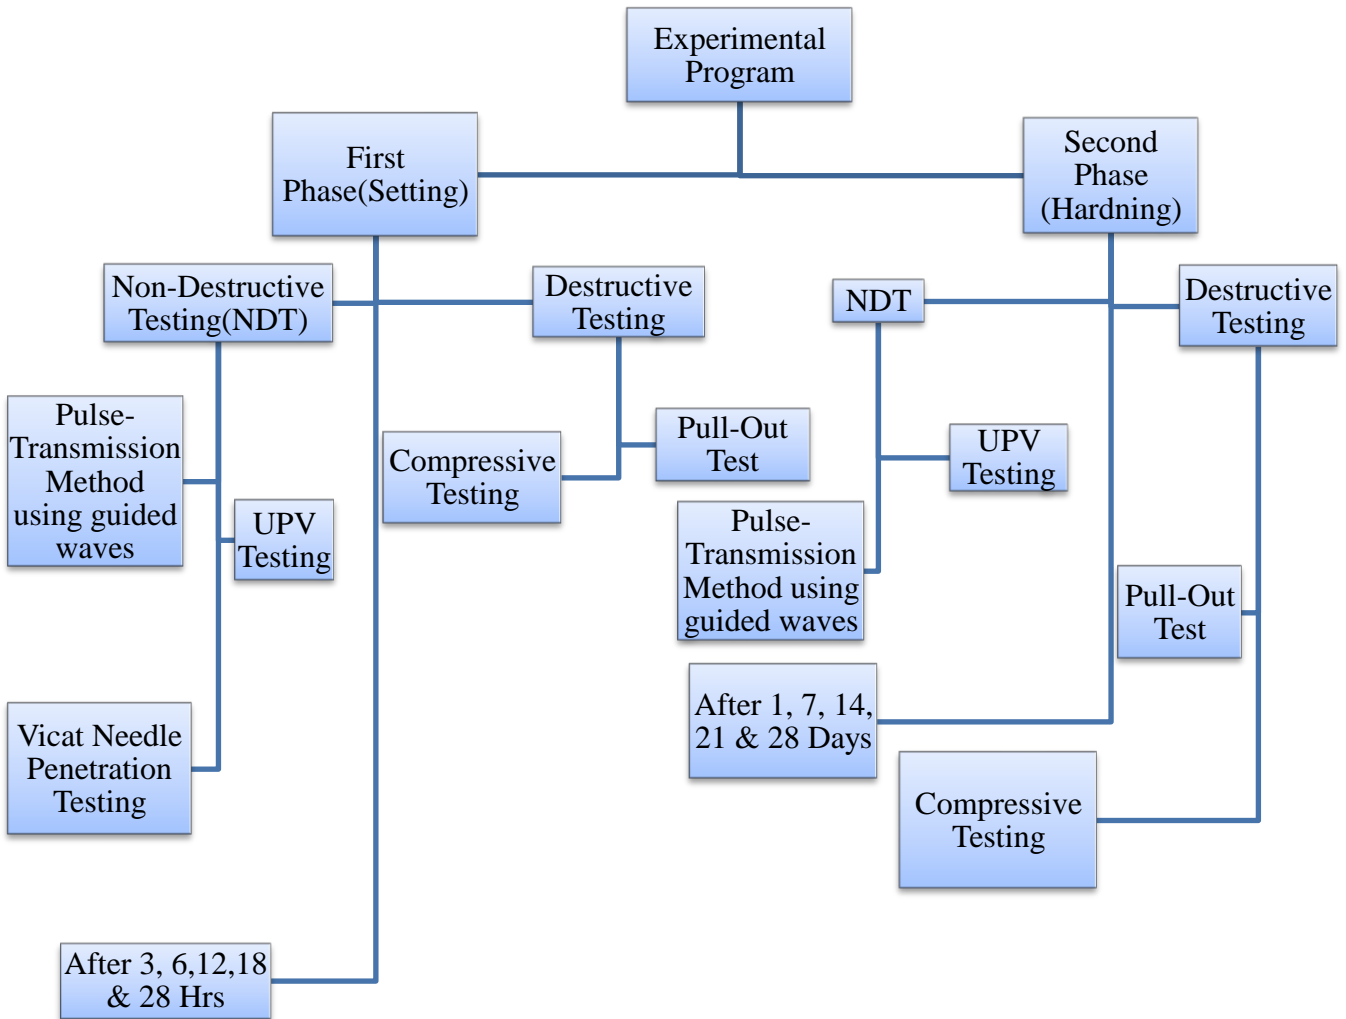 Experimental
Program
First
Phase(Setting)
Second
Phase
(Hardning)
Non-Destructive
Testing(NDT)
Destructive
Testing
NDT
Destructive
Testing
Pulse-
Transmission
Method
using guided
waves
UPV
Testing
Vicat Needle
Penetration
Testing
Compressive
Testing
Pull-Out
Test
After 3, 6,12,18
& 28 Hrs
UPV
Testing
Pulse-
Transmission
Method using
guided waves
Pull-Out
Test
After 1, 7, 14,
21 & 28 Days
Compressive
Testing